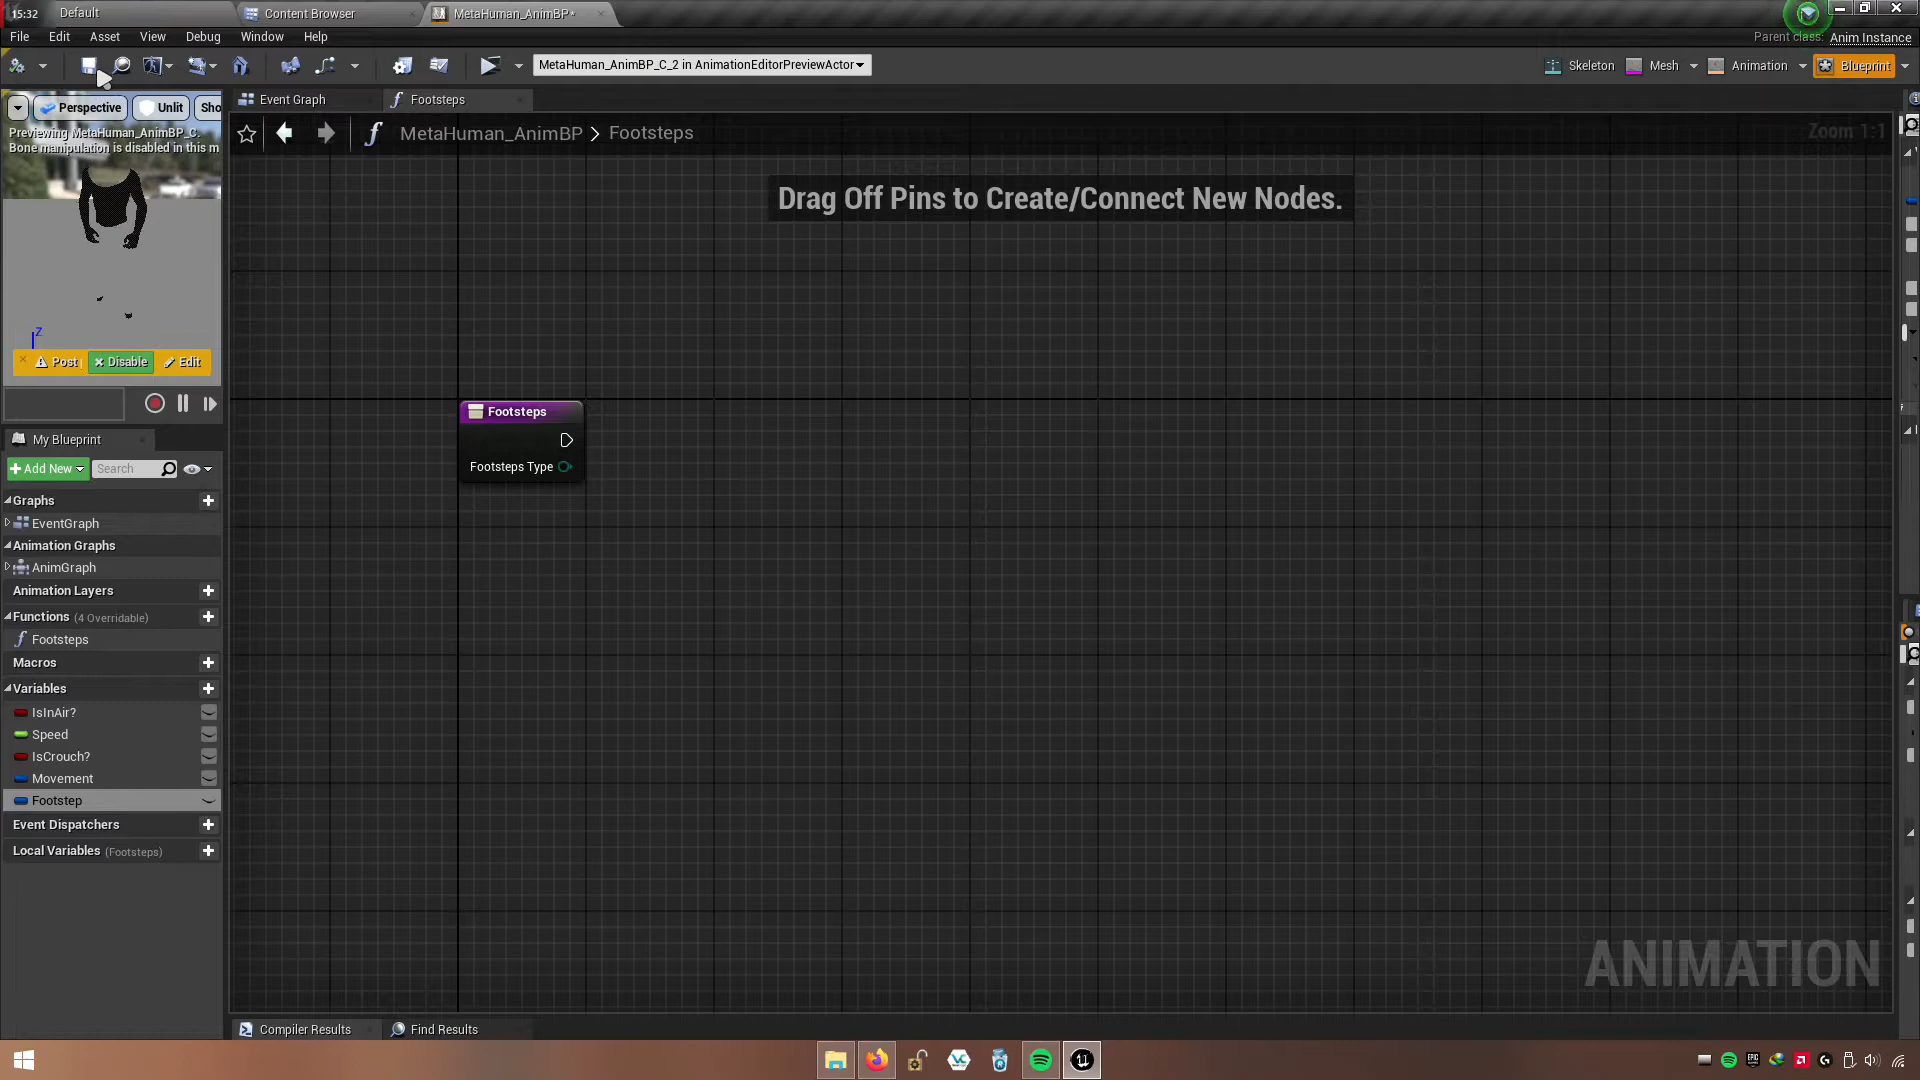 15:32
Default
Content Browser
MetaHuman_AnimBP*
File Edit Asset View Debug Window Help
Parent class: Anim Instance
MetaHuman_AnimBP_C_2 in AnimationEditorPreviewActor
Skeleton Mesh Animation Blueprint
Perspective Unlit Sho
Previewing MetaHuman_AnimBP_C.
Bone manipulation is disabled in this m
Z
Post Disable Edit
Event Graph
Footsteps
MetaHuman_AnimBP > Footsteps
Zoom 1:1
Drag Off Pins to Create/Connect New Nodes.
Footsteps
Footsteps Type
My Blueprint
+ Add New Search
Graphs
EventGraph
Animation Graphs
AnimGraph
Animation Layers
Functions (4 Overridable)
Footsteps
Macros
Variables
IsInAir?
Speed
IsCrouch?
Movement
Footstep
Event Dispatchers
Local Variables (Footsteps)
ANIMATION
Compiler Results
Find Results